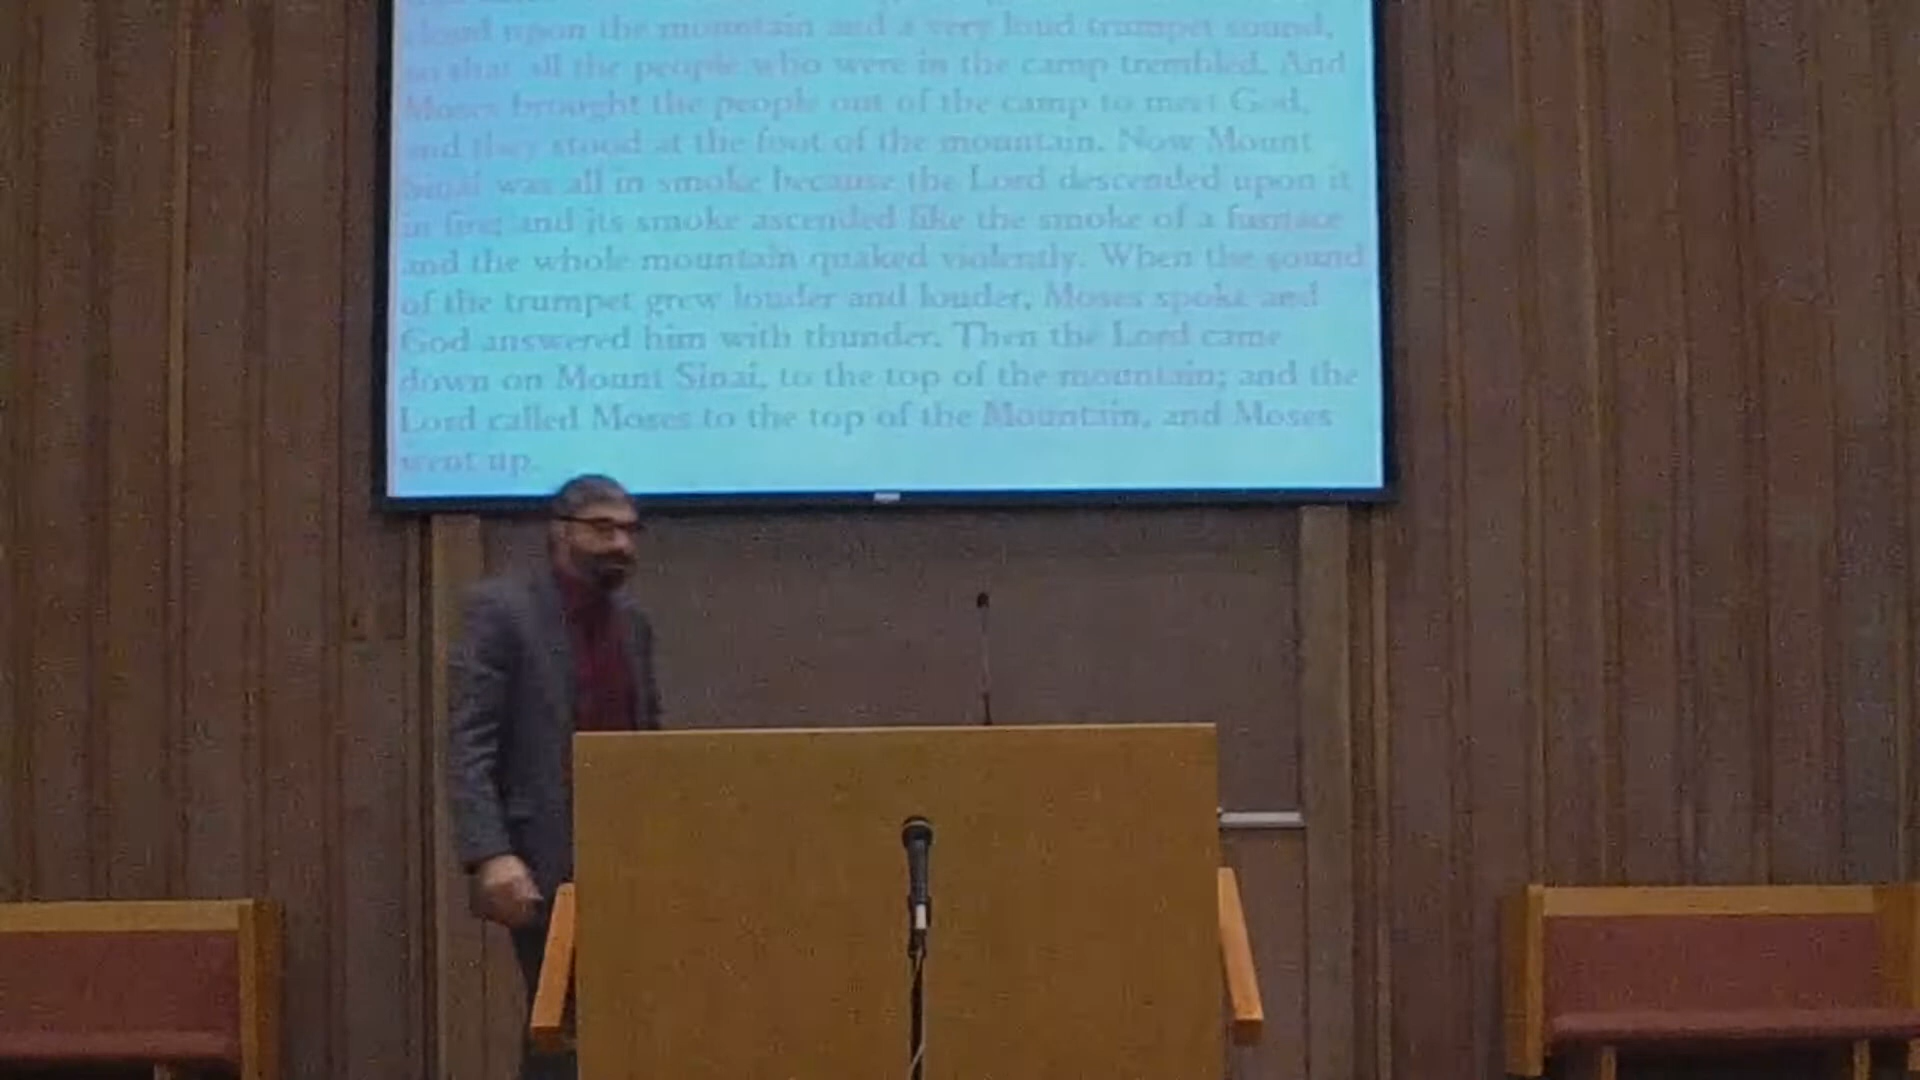 cloud upon the mountain and a very loud trumpet sound,
so that all the people who were in the camp trembled. And
Moses brought the people out of the camp to meet God,
and they stood at the foot of the mountain. Now Mount
Sinai was all in smoke because the Lord descended upon it
in fire; and its smoke ascended like the smoke of a furnace
and the whole mountain quaked violently. When the sound
of the trumpet grew louder and louder, Moses spoke and
God answered him with thunder. Then the Lord came
down on Mount Sinai, to the top of the mountain; and the
Lord called Moses to the top of the Mountain, and Moses
went up.